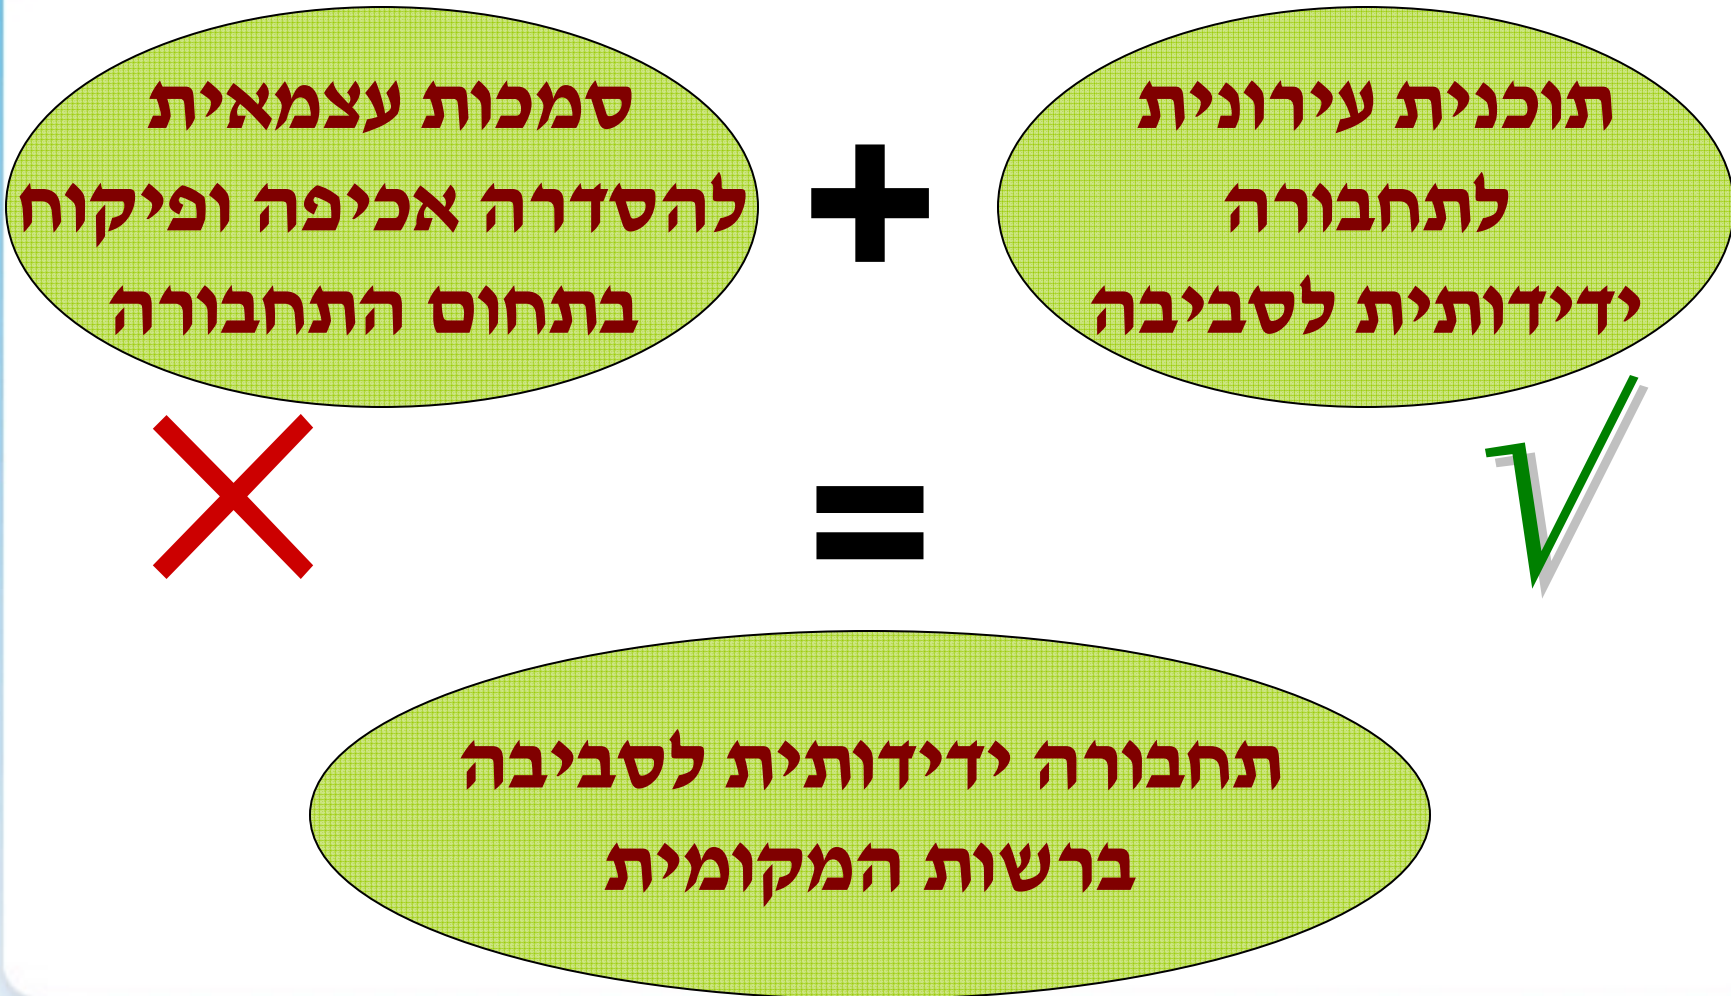 תוכנית עירונית
לתחבורה
ידידותית לסביבה
+
סמכות עצמאית
להסדרה אכיפה ופיקוח
בתחום התחבורה
=
תחבורה ידידותית לסביבה
ברשות המקומית